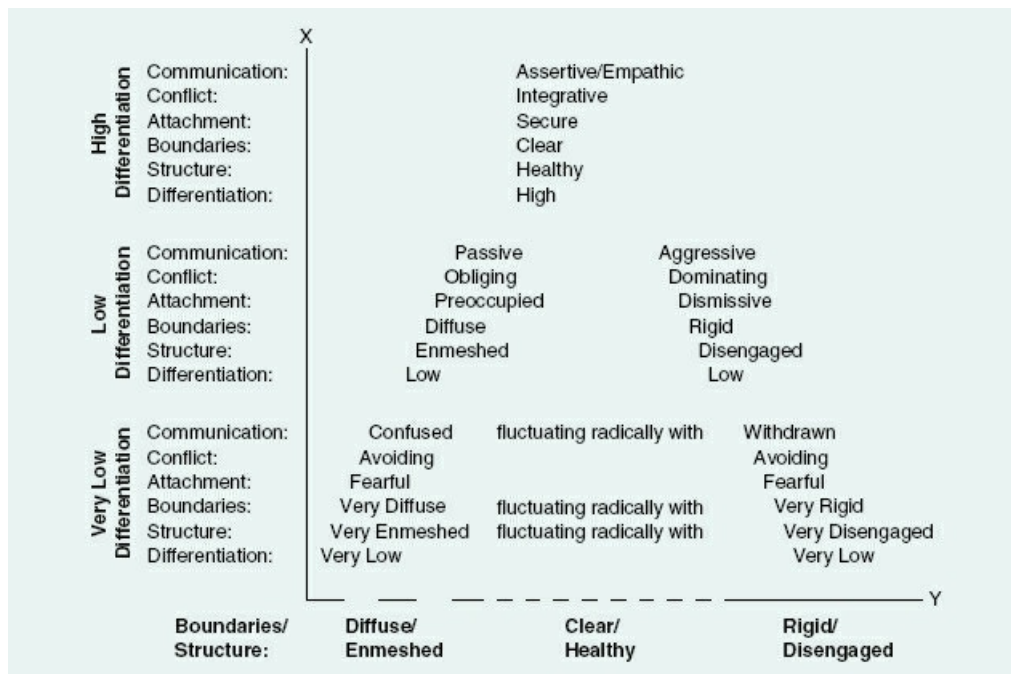 X
High
Differentiation
Communication: Assertive/Empathic
Conflict: Integrative
Attachment: Secure
Boundaries: Clear
Structure: Healthy
Differentiation: High
Low
Differentiation
Communication: Passive Aggressive
Conflict: Obliging Dominating
Attachment: Preoccupied Dismissive
Boundaries: Diffuse Rigid
Structure: Enmeshed Disengaged
Differentiation: Low Low
Very Low
Differentiation
Communication: Confused fluctuating radically with Withdrawn
Conflict: Avoiding Avoiding
Attachment: Fearful Fearful
Boundaries: Very Diffuse fluctuating radically with Very Rigid
Structure: Very Enmeshed fluctuating radically with Very Disengaged
Differentiation: Very Low Very Low
Y
Boundaries/ Diffuse/ Clear/ Rigid/
Structure: Enmeshed Healthy Disengaged